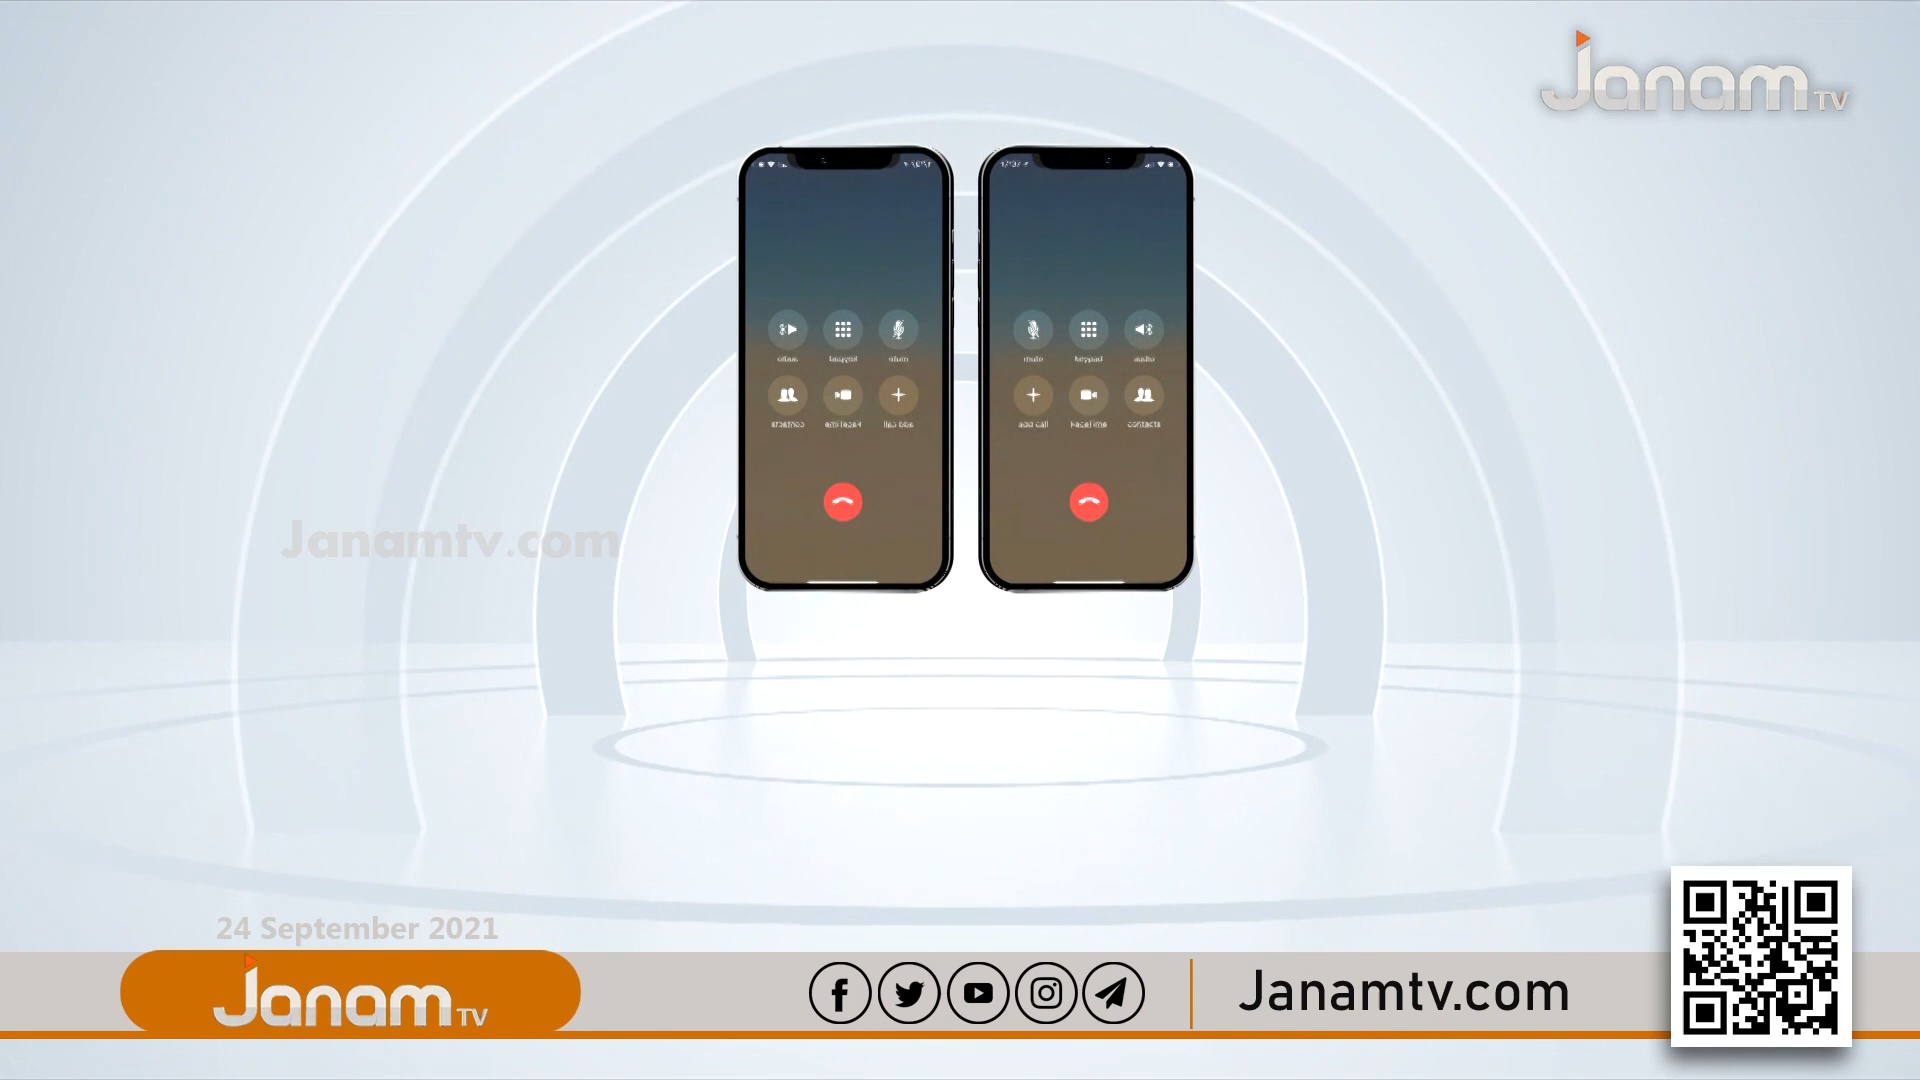 Janam TV
mute keypad audio
add call FaceTime contacts
Janamtv.com
24 September 2021
Janam TV
Janamtv.com